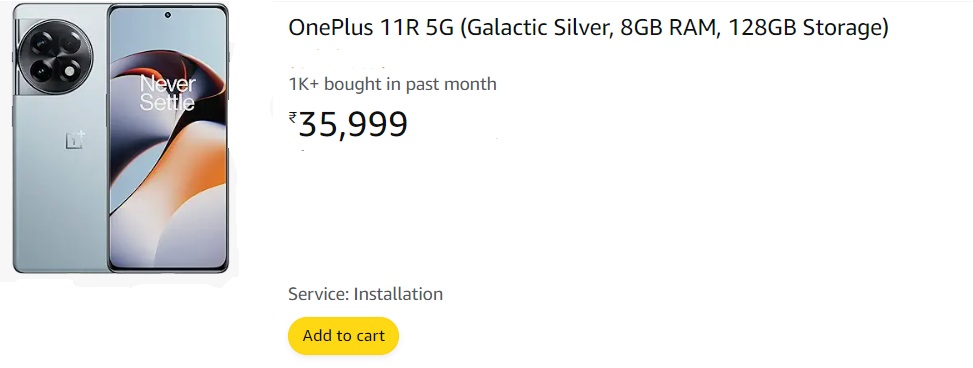 Never
Settle
OnePlus 11R 5G (Galactic Silver, 8GB RAM, 128GB Storage)
1K+ bought in past month
₹35,999
Service: Installation
Add to cart